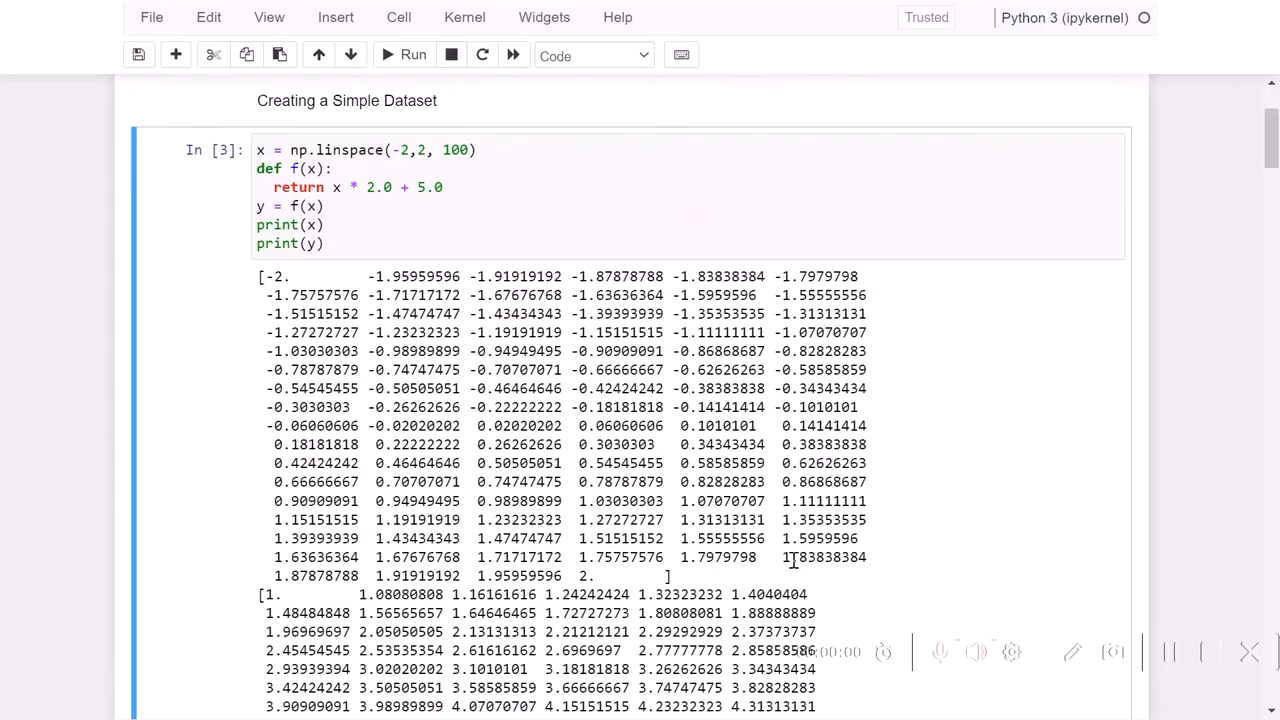 File Edit View Insert Cell Kernel Widgets Help Trusted Python 3 (ipykernel)
Run Code
Creating a Simple Dataset
In [3]: x = np.linspace(-2,2, 100)
def f(x):
return x * 2.0 + 5.0
y = f(x)
print(x)
print(y)
[-2. -1.95959596 -1.91919192 -1.87878788 -1.83838384 -1.7979798
-1.75757576 -1.71717172 -1.67676768 -1.63636364 -1.5959596 -1.55555556
-1.51515152 -1.47474747 -1.43434343 -1.39393939 -1.35353535 -1.31313131
-1.27272727 -1.23232323 -1.19191919 -1.15151515 -1.11111111 -1.07070707
-1.03030303 -0.98989899 -0.94949495 -0.90909091 -0.86868687 -0.82828283
-0.78787879 -0.74747475 -0.70707071 -0.66666667 -0.62626263 -0.58585859
-0.54545455 -0.50505051 -0.46464646 -0.42424242 -0.38383838 -0.34343434
-0.3030303 -0.26262626 -0.22222222 -0.18181818 -0.14141414 -0.1010101
-0.06060606 -0.02020202 0.02020202 0.06060606 0.1010101 0.14141414
0.18181818 0.22222222 0.26262626 0.3030303 0.34343434 0.38383838
0.42424242 0.46464646 0.50505051 0.54545455 0.58585859 0.62626263
0.66666667 0.70707071 0.74747475 0.78787879 0.82828283 0.86868687
0.90909091 0.94949495 0.98989899 1.03030303 1.07070707 1.11111111
1.15151515 1.19191919 1.23232323 1.27272727 1.31313131 1.35353535
1.39393939 1.43434343 1.47474747 1.51515152 1.55555556 1.5959596
1.63636364 1.67676768 1.71717172 1.75757576 1.7979798 1.83838384
1.87878788 1.91919192 1.95959596 2. ]
[1. 1.08080808 1.16161616 1.24242424 1.32323232 1.4040404
1.48484848 1.56565657 1.64646465 1.72727273 1.80808081 1.88888889
1.96969697 2.05050505 2.13131313 2.21212121 2.29292929 2.37373737
2.45454545 2.53535354 2.61616162 2.6969697 2.77777778 2.85858586
2.93939394 3.02020202 3.1010101 3.18181818 3.26262626 3.34343434
3.42424242 3.50505051 3.58585859 3.66666667 3.74747475 3.82828283
3.90909091 3.98989899 4.07070707 4.15151515 4.23232323 4.31313131